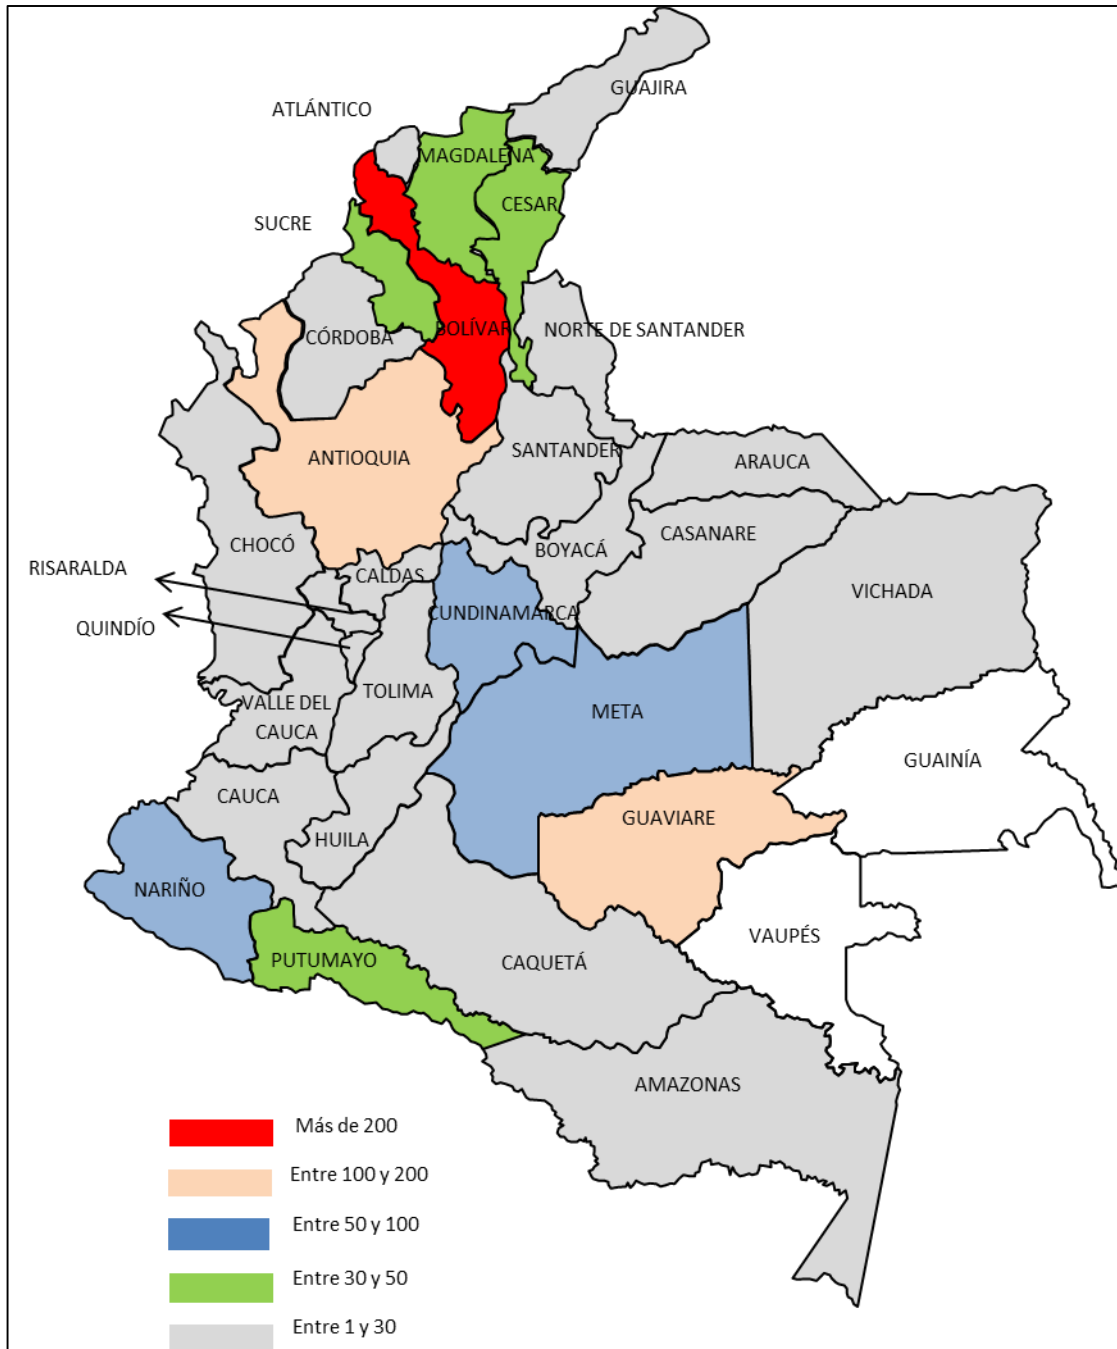 GUAJIRA
ATLÁNTICO
MAGDALENA
CESAR
SUCRE
BOLÍVAR
NORTE DE SANTANDER
CÓRDOBA
SANTANDER
ANTIOQUIA
ARAUCA
CASANARE
CHOCÓ
BOYACÁ
RISARALDA
CALDAS
VICHADA
QUINDÍO
CUNDINAMARCA
TOLIMA
VALLE DEL
CAUCA
META
GUAINÍA
CAUCA
GUAVIARE
HUILA
NARIÑO
VAUPÉS
PUTUMAYO
CAQUETÁ
AMAZONAS
Más de 200
Entre 100 y 200
Entre 50 y 100
Entre 30 y 50
Entre 1 y 30